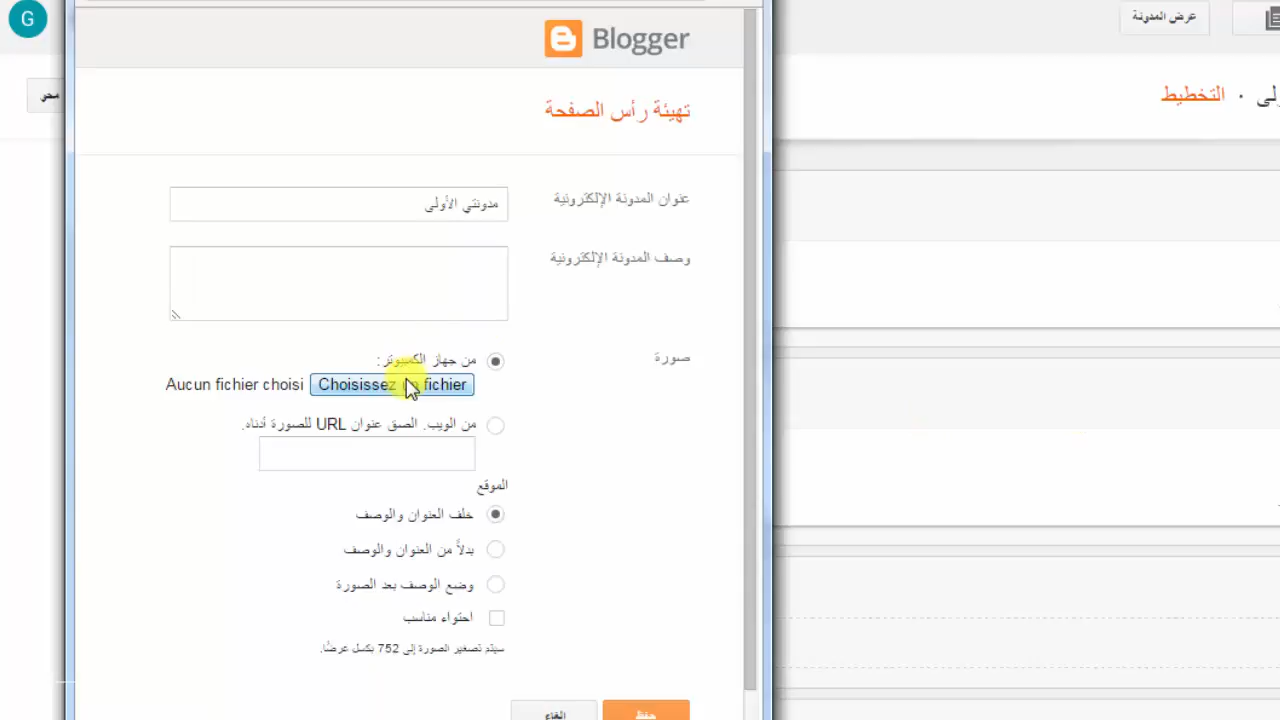 G
عرض المدونة
Blogger
التخطيط
محو
تهيئة رأس الصفحة
عنوان المدونة الإلكترونية
مدونتي الأولى
وصف المدونة الإلكترونية
صورة
من جهاز الكمبيوتر:
Choisissez un fichier Aucun fichier choisi
من الويب. الصق عنوان URL للصورة أدناه.
الموقع
خلف العنوان والوصف
بدلاً من العنوان والوصف
وضع الوصف بعد الصورة
احتواء مناسب
سيتم تصغير الصورة إلى 752 بكسل عرضًا.
حفظ
إلغاء